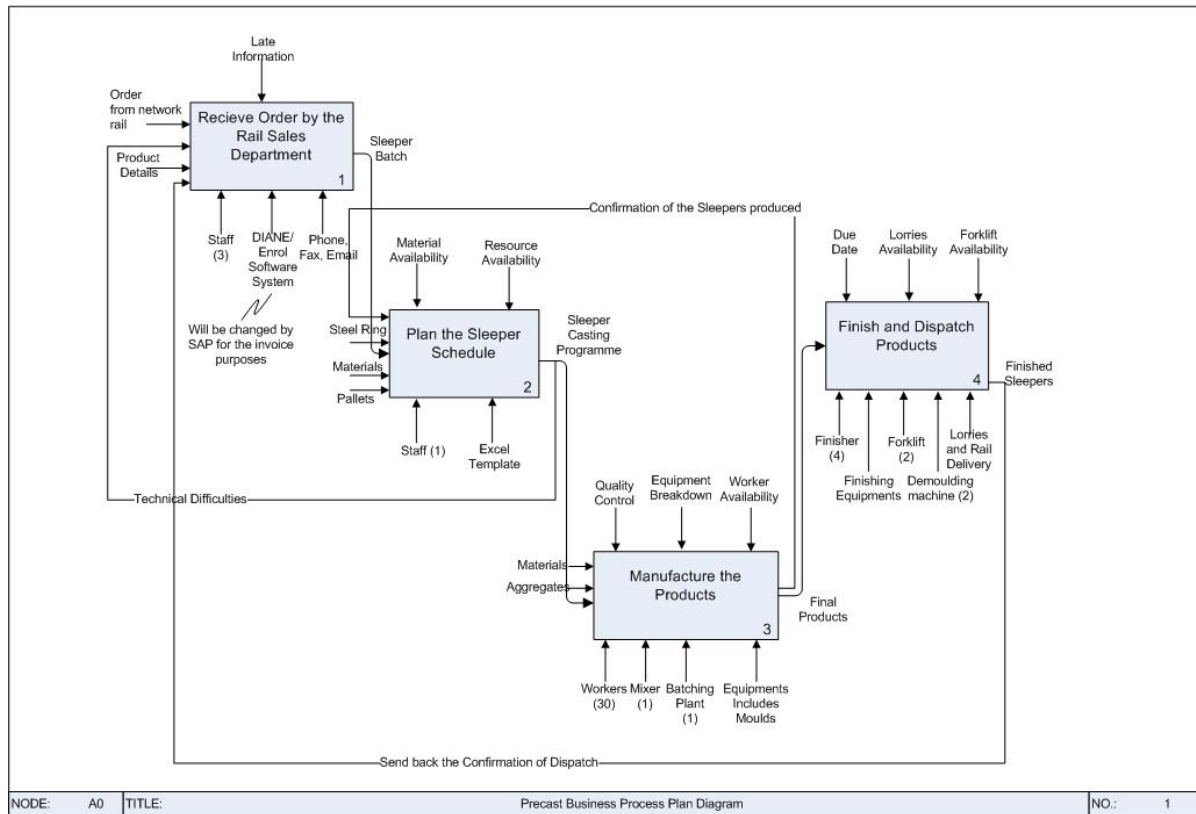 Late
Information
Order
from network
rail
Recieve Order by the
Rail Sales
Department
1
Product
Details
Sleeper
Batch
Staff
(3)
DIANE/
Enrol
Software
System
Phone,
Fax, Email
Will be changed by
SAP for the invoice
purposes
Confirmation of the Sleepers produced
Material
Availability
Resource
Availability
Steel Ring
Materials
Pallets
Plan the Sleeper
Schedule
2
Sleeper
Casting
Programme
Staff (1)
Excel
Template
Technical Difficulties
Due
Date
Lorries
Availability
Forklift
Availability
Finish and Dispatch
Products
4
Finished
Sleepers
Finisher
(4)
Finishing
Equipments
Forklift
(2)
Demoulding
machine (2)
Lorries
and Rail
Delivery
Quality
Control
Equipment
Breakdown
Worker
Availability
Materials
Aggregates
Manufacture the
Products
3
Final
Products
Workers
(30)
Mixer
(1)
Batching
Plant
(1)
Equipments
Includes
Moulds
Send back the Confirmation of Dispatch
NODE: A0 TITLE: Precast Business Process Plan Diagram NO.: 1